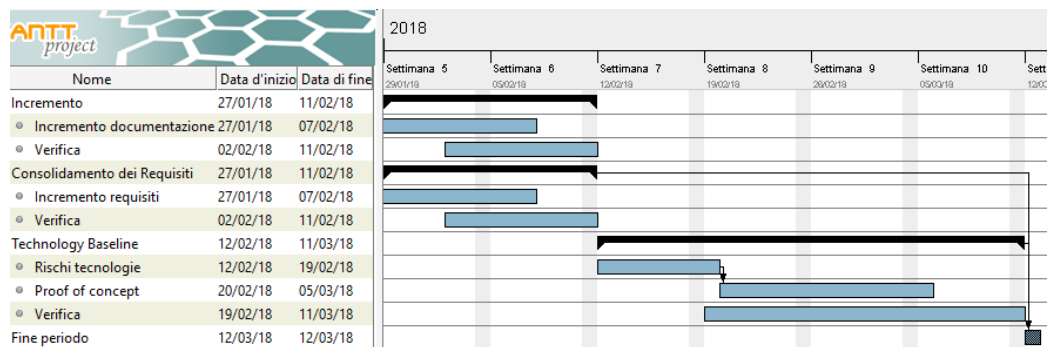 ANTT
project
2018
Settimana 5 Settimana 6 Settimana 7 Settimana 8 Settimana 9 Settimana 10 Sett
29/01/18 05/02/18 12/02/18 19/02/18 26/02/18 05/03/18 12/03
Nome Data d'inizio Data di fine
Incremento 27/01/18 11/02/18
Incremento documentazione 27/01/18 07/02/18
Verifica 02/02/18 11/02/18
Consolidamento dei Requisiti 27/01/18 11/02/18
Incremento requisiti 27/01/18 07/02/18
Verifica 02/02/18 11/02/18
Technology Baseline 12/02/18 11/03/18
Rischi tecnologie 12/02/18 19/02/18
Proof of concept 20/02/18 05/03/18
Verifica 19/02/18 11/03/18
Fine periodo 12/03/18 12/03/18